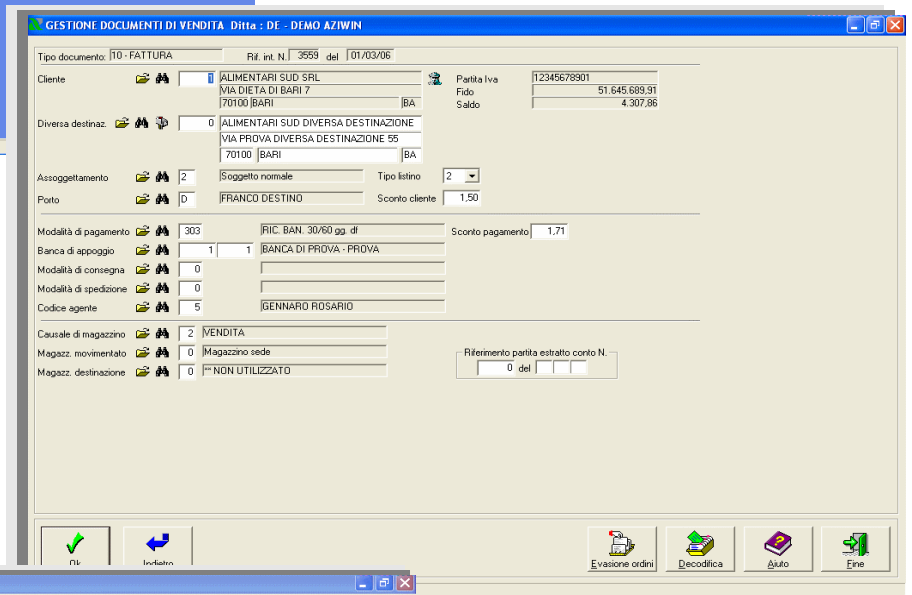 GESTIONE DOCUMENTI DI VENDITA Ditta : DE - DEMO AZIWIN
Tipo documento: 10 - FATTURA Rif. int. N. 3559 del 01/03/06
Cliente 1 ALIMENTARI SUD SRL Partita Iva 12345678901
VIA DIETA DI BARI 7 Fido 51.645.689,91
70100 BARI BA Saldo 4.307,86
Diversa destinaz. 0 ALIMENTARI SUD DIVERSA DESTINAZIONE
VIA PROVA DIVERSA DESTINAZIONE 55
70100 BARI BA
Assoggettamento 2 Soggetto normale Tipo listino 2
Porto D FRANCO DESTINO Sconto cliente 1,50
Modalità di pagamento 303 RIC. BAN. 30/60 gg. df Sconto pagamento 1,71
Banca di appoggio 1 1 BANCA DI PROVA - PROVA
Modalità di consegna 0
Modalità di spedizione 0
Codice agente 5 GENNARO ROSARIO
Causale di magazzino 2 VENDITA
Magazz. movimentato 0 Magazzino sede Riferimento partita estratto conto N.
Magazz. destinazione 0 ** NON UTILIZZATO 0 del
Ok Indietro Evasione ordini Decodifica Aiuto Fine